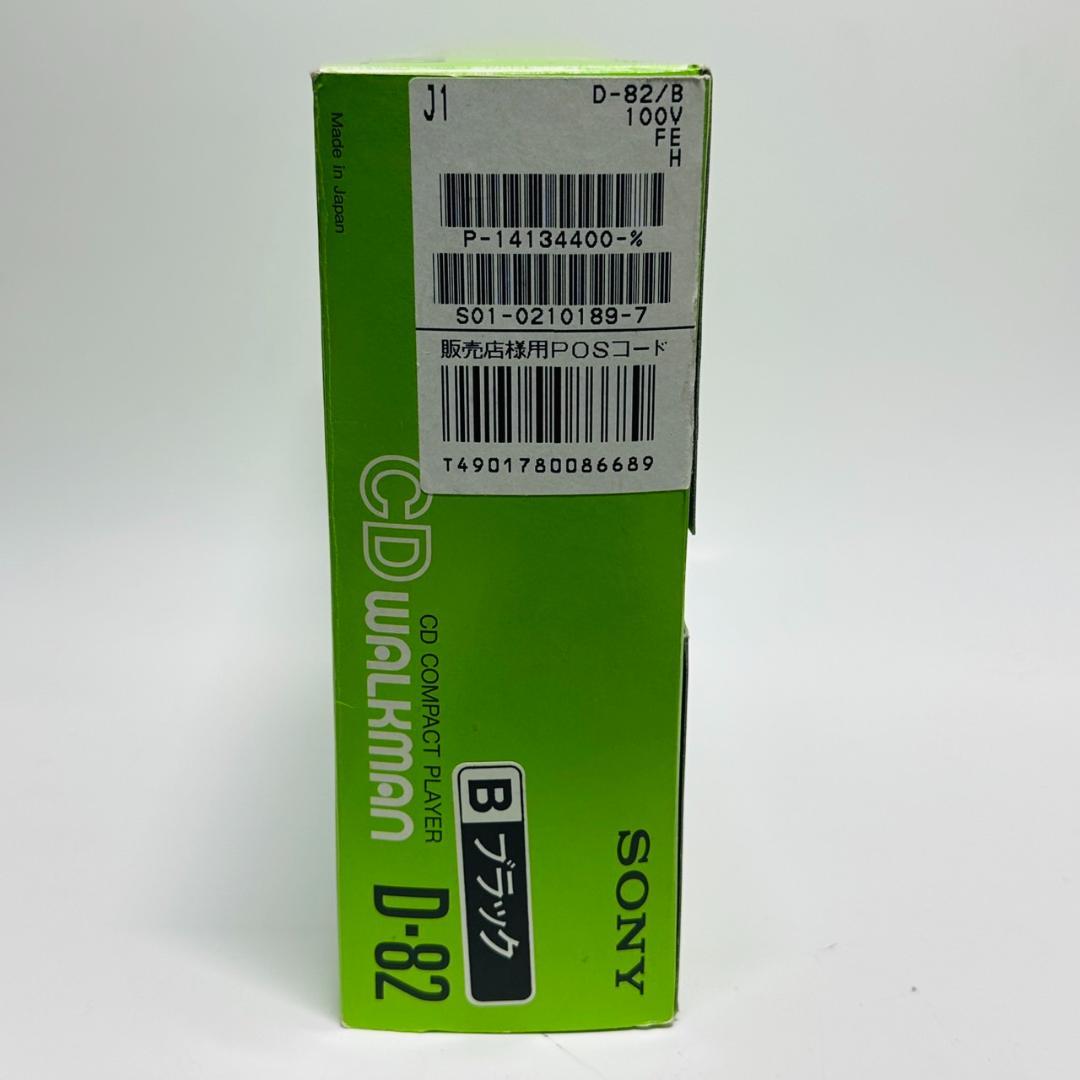 J1
D-82/B
100V
FE
H
P-14134400-%
S01-0210189-7
販売店様用POSコード
T4901780086689
Made in Japan
CD WALKMAN
CD COMPACT PLAYER
D-82
B ブラック
SONY